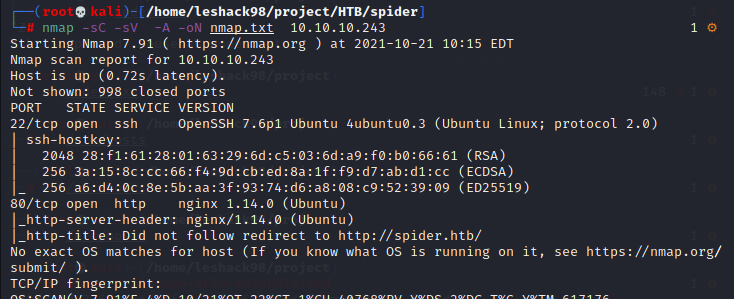 (root💀kali)-[/home/leshack98/project/HTB/spider]
# nmap -sC -sV -A -oN nmap.txt 10.10.10.243 1 ⚙
Starting Nmap 7.91 ( https://nmap.org ) at 2021-10-21 10:15 EDT
Nmap scan report for 10.10.10.243
Host is up (0.72s latency).
Not shown: 998 closed ports
PORT STATE SERVICE VERSION
22/tcp open ssh OpenSSH 7.6p1 Ubuntu 4ubuntu0.3 (Ubuntu Linux; protocol 2.0)
| ssh-hostkey:
| 2048 28:f1:61:28:01:63:29:6d:c5:03:6d:a9:f0:b0:66:61 (RSA)
| 256 3a:15:8c:cc:66:f4:9d:cb:ed:8a:1f:f9:d7:ab:d1:cc (ECDSA)
|_ 256 a6:d4:0c:8e:5b:aa:3f:93:74:d6:a8:08:c9:52:39:09 (ED25519)
80/tcp open http nginx 1.14.0 (Ubuntu)
|_http-server-header: nginx/1.14.0 (Ubuntu)
|_http-title: Did not follow redirect to http://spider.htb/
No exact OS matches for host (If you know what OS is running on it, see https://nmap.org/
submit/ ).
TCP/IP fingerprint: